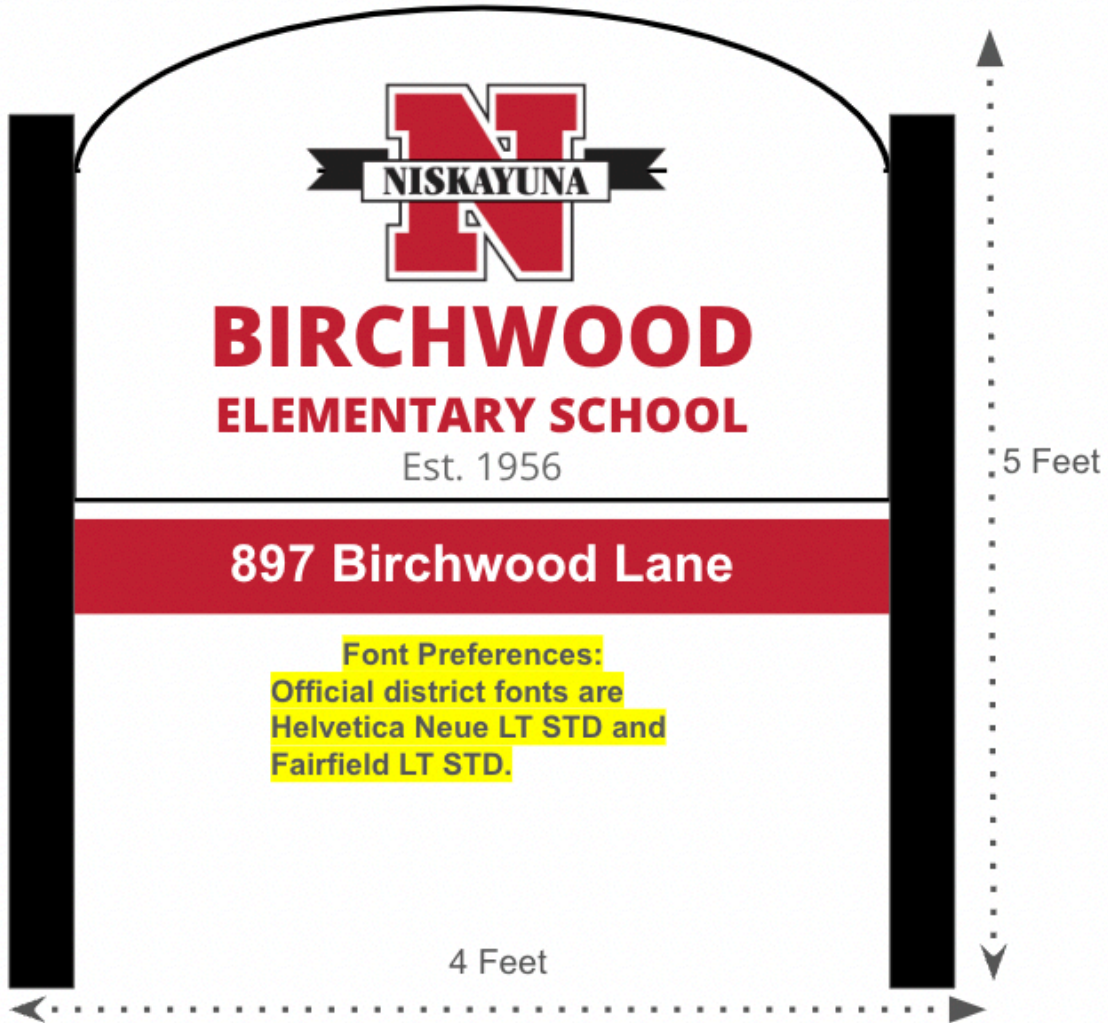 N
NISKAYUNA
BIRCHWOOD
ELEMENTARY SCHOOL
Est. 1956
5 Feet
897 Birchwood Lane
Font Preferences:
Official district fonts are
Helvetica Neue LT STD and
Fairfield LT STD.
4 Feet